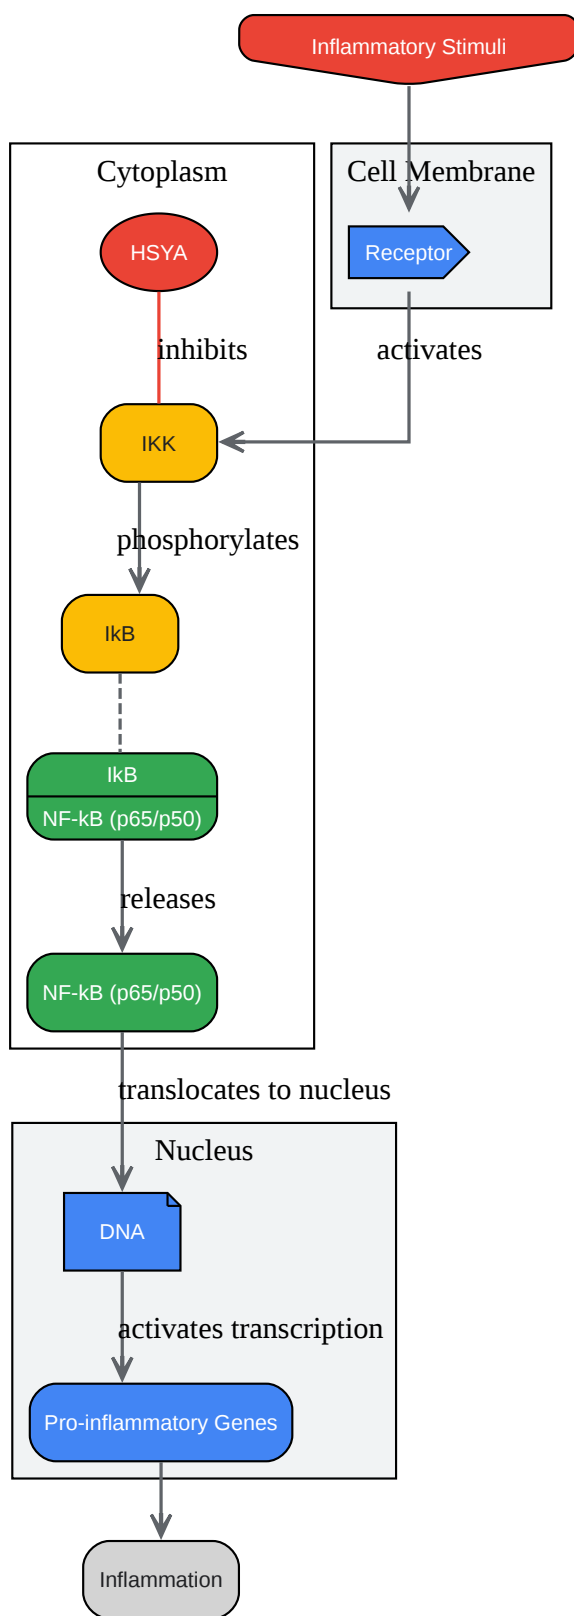 Inflammatory Stimuli
Cytoplasm
Cell Membrane
HSYA
Receptor
inhibits
activates
IKK
phosphorylates
IkB
IkB
NF-kB (p65/p50)
releases
NF-kB (p65/p50)
translocates to nucleus
Nucleus
DNA
activates transcription
Pro-inflammatory Genes
Inflammation